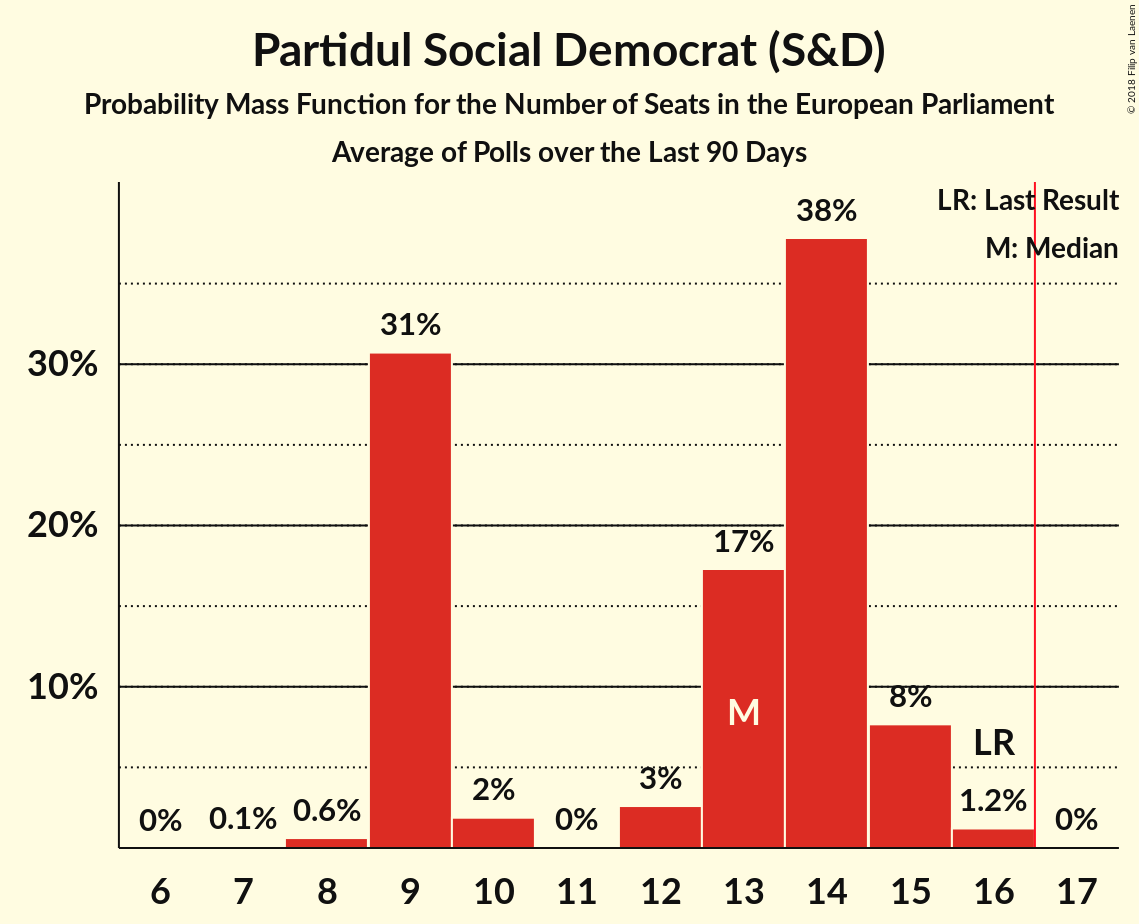 Partidul Social Democrat (S&D)
Probability Mass Function for the Number of Seats in the European Parliament
Average of Polls over the Last 90 Days
© 2018 Filip van Laenen
LR: Last Result
M: Median
38%
31%
30%
20%
17%
10%
8%
M
LR
3%
2%
1.2%
0.6%
0.1%
0%
0%
0%
6 7 8 9 10 11 12 13 14 15 16 17